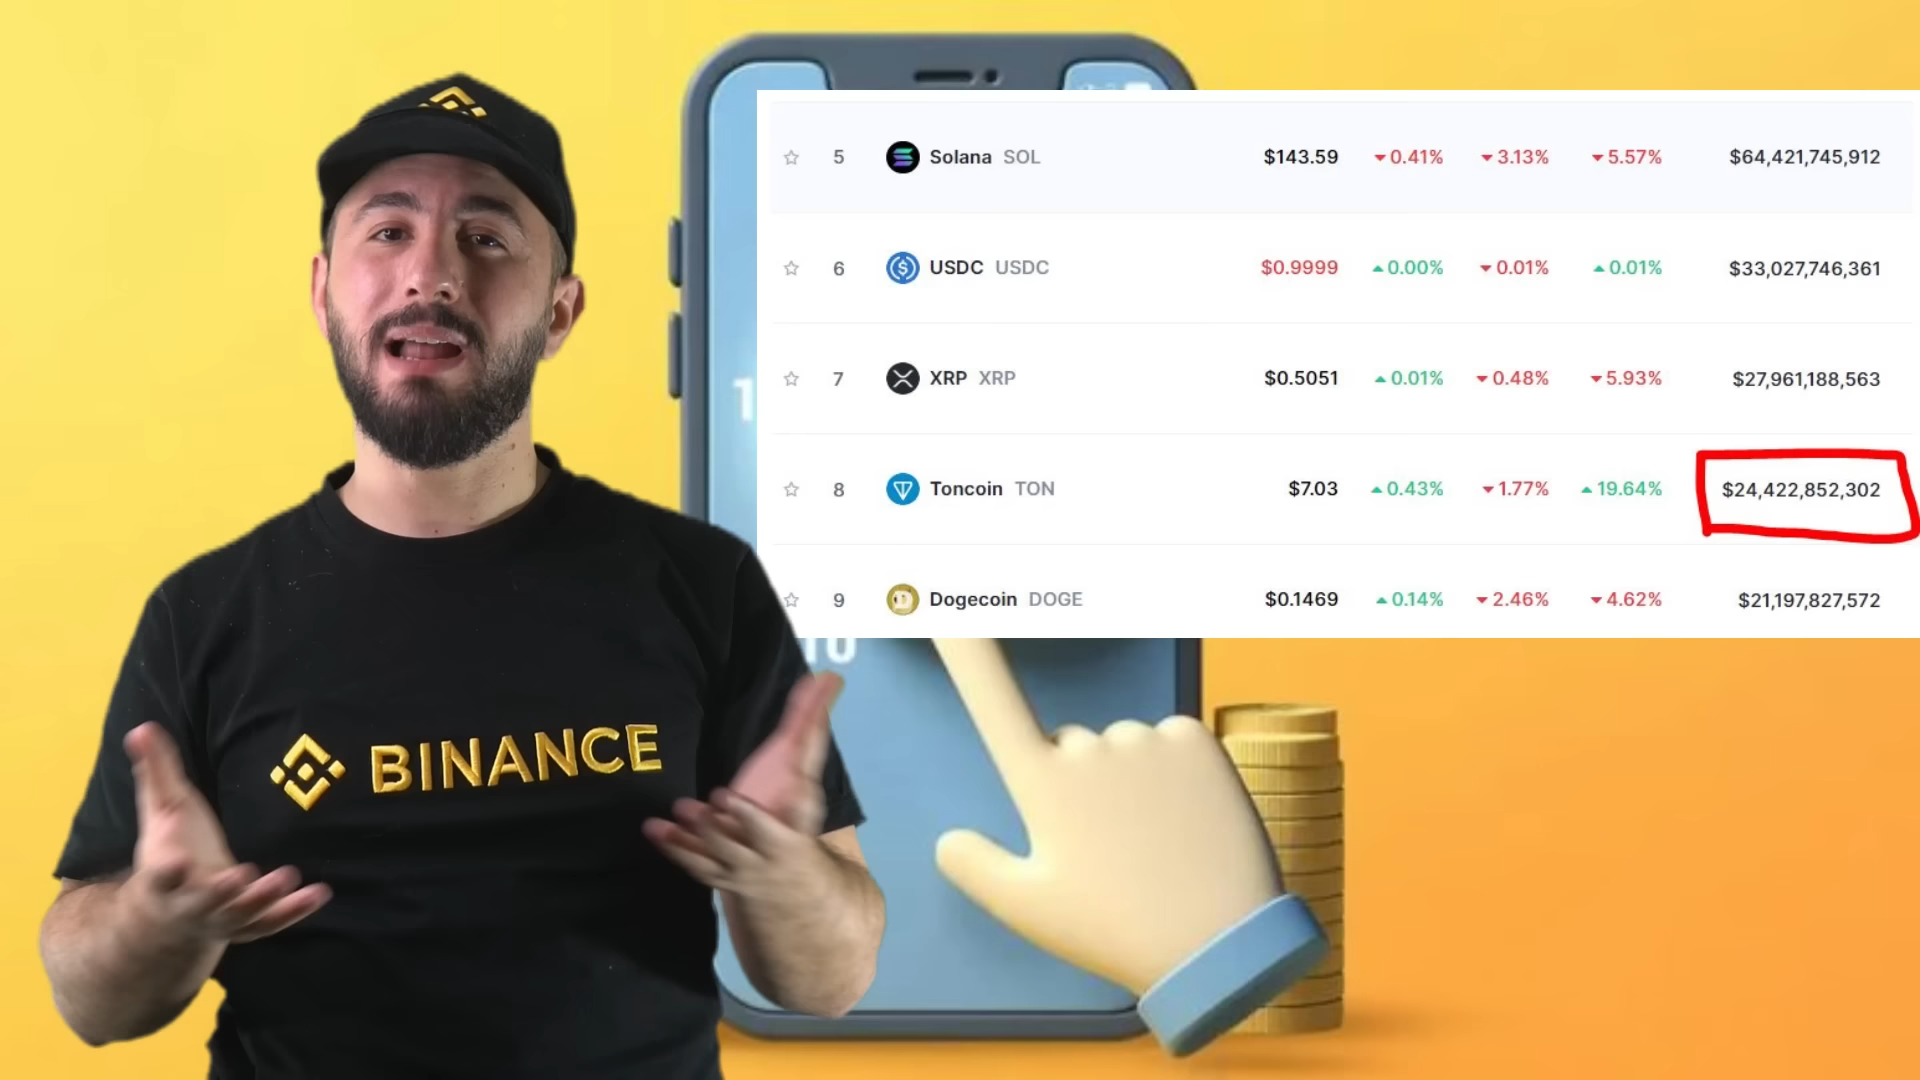 5 Solana SOL $143.59 0.41% 3.13% 5.57% $64,421,745,912
6 USDC USDC $0.9999 0.00% 0.01% 0.01% $33,027,746,361
7 XRP XRP $0.5051 0.01% 0.48% 5.93% $27,961,188,563
8 Toncoin TON $7.03 0.43% 1.77% 19.64% $24,422,852,302
9 Dogecoin DOGE $0.1469 0.14% 2.46% 4.62% $21,197,827,572
BINANCE